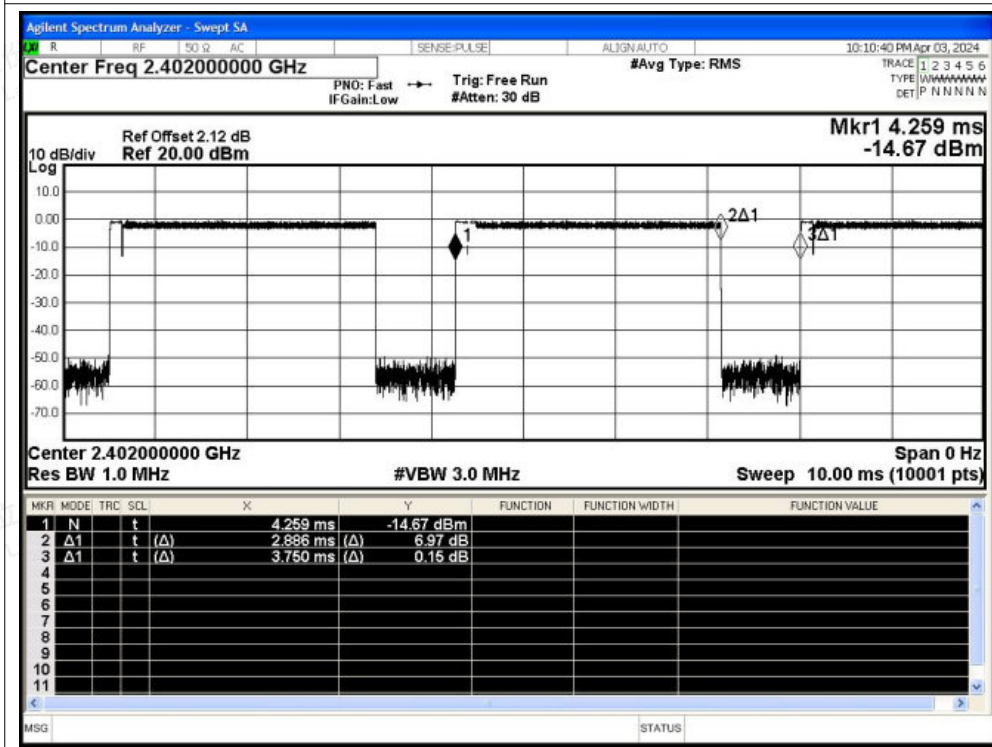 Agilent Spectrum Analyzer - Swept SA
LXI R RF 50 Ω AC SENSE:PULSE ALIGN AUTO 10:10:40 PM Apr 03, 2024
Center Freq 2.402000000 GHz #Avg Type: RMS TRACE 1 2 3 4 5 6
PNO: Fast Trig: Free Run TYPE WWWWWW
IFGain:Low #Atten: 30 dB DET P N N N N N
Mkr1 4.259 ms
Ref Offset 2.12 dB
10 dB/div Ref 20.00 dBm -14.67 dBm
Log
10.0
0.00
2Δ1
1
3Δ1
-10.0
-20.0
-30.0
-40.0
-50.0
-60.0
-70.0
Center 2.402000000 GHz Span 0 Hz
Res BW 1.0 MHz #VBW 3.0 MHz Sweep 10.00 ms (10001 pts)
MKR MODE TRC SCL X Y FUNCTION FUNCTION WIDTH FUNCTION VALUE
1 N t 4.259 ms -14.67 dBm
2 Δ1 t (Δ) 2.886 ms (Δ) 6.97 dB
3 Δ1 t (Δ) 3.750 ms (Δ) 0.15 dB
4
5
6
7
8
9
10
11
MSG STATUS